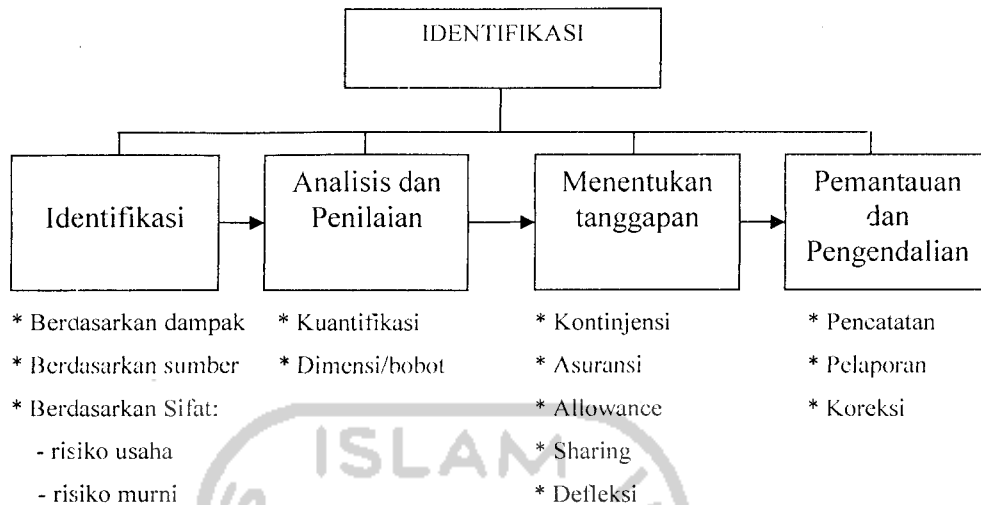 IDENTIFIKASI
Identifikasi
Analisis dan
Penilaian
Menentukan
tanggapan
Pemantauan
dan
Pengendalian
* Berdasarkan dampak
* Berdasarkan sumber
* Berdasarkan Sifat:
- risiko usaha
- risiko murni
* Kuantifikasi
* Dimensi/bobot
* Kontinjensi
* Asuransi
* Allowance
* Sharing
* Defleksi
* Pencatatan
* Pelaporan
* Koreksi
ISLAM